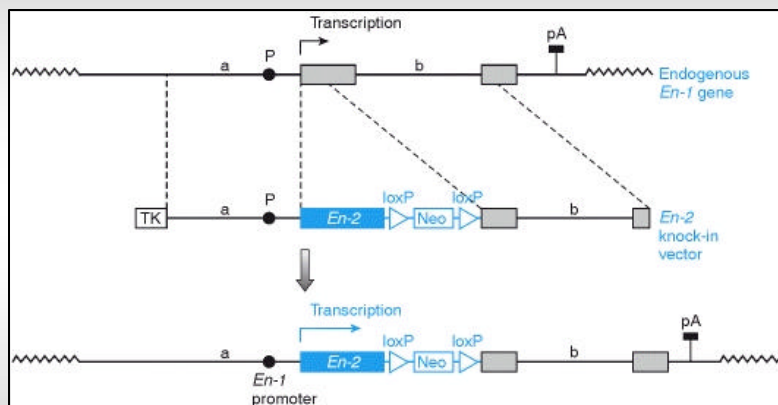 Transcription
pA
P
a
b
Endogenous
En-1 gene
loxP
loxP
P
TK
a
En-2
Neo
b
En-2
knock-in
vector
Transcription
pA
loxP
loxP
a
En-2
Neo
b
En-1
promoter